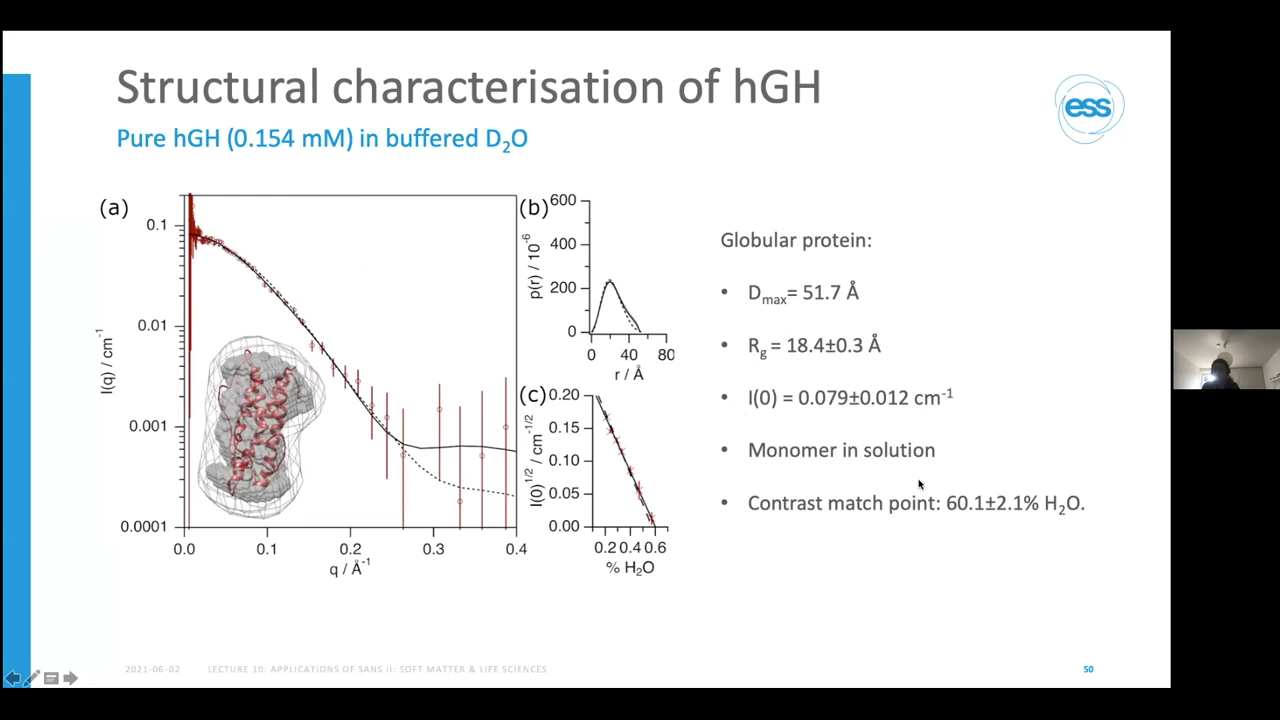 Structural characterisation of hGH
ess
Pure hGH (0.154 mM) in buffered D₂O
(a)
0.1
0.01
0.001
0.0001
I(q) / cm⁻¹
0.0 0.1 0.2 0.3 0.4
q / Å⁻¹
(b)
600
400
200
0
p(r) / 10⁻⁶
0 40 80
r / Å
(c)
0.20
0.15
0.10
0.05
0.00
I(0)¹ᐟ² / cm⁻¹ᐟ²
0.2 0.4 0.6
% H₂O
Globular protein:
• Dmax= 51.7 Å
• Rg = 18.4±0.3 Å
• I(0) = 0.079±0.012 cm⁻¹
• Monomer in solution
• Contrast match point: 60.1±2.1% H₂O.
2021-06-02 LECTURE 10: APPLICATIONS OF SANS II: SOFT MATTER & LIFE SCIENCES 50